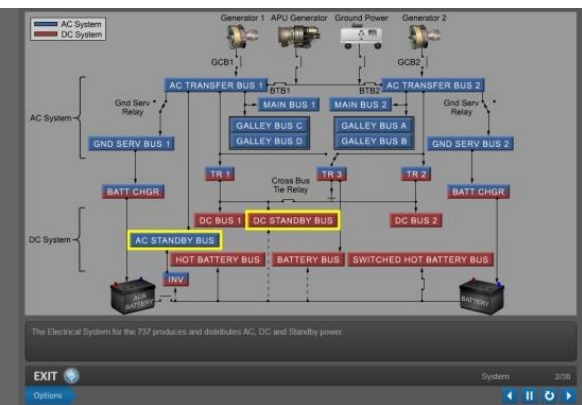 AC System
DC System
Generator 1 APU Generator Ground Power Generator 2
GCB1 GCB2
AC TRANSFER BUS 1 BTB1 BTB2 AC TRANSFER BUS 2
Gnd Serv Relay
MAIN BUS 1 MAIN BUS 2
Gnd Serv Relay
AC System
GALLEY BUS C GALLEY BUS A
GALLEY BUS D GALLEY BUS B
GND SERV BUS 1 GND SERV BUS 2
TR 1 TR 3 TR 2
Cross Bus
Tie Relay
BATT CHGR BATT CHGR
DC BUS 1 DC STANDBY BUS DC BUS 2
DC System
AC STANDBY BUS
HOT BATTERY BUS BATTERY BUS SWITCHED HOT BATTERY BUS
INV
AUX
BATTERY
BATTERY
The Electrical System for the 737 produces and distributes AC, DC and Standby power
EXIT
System 2/38
Options